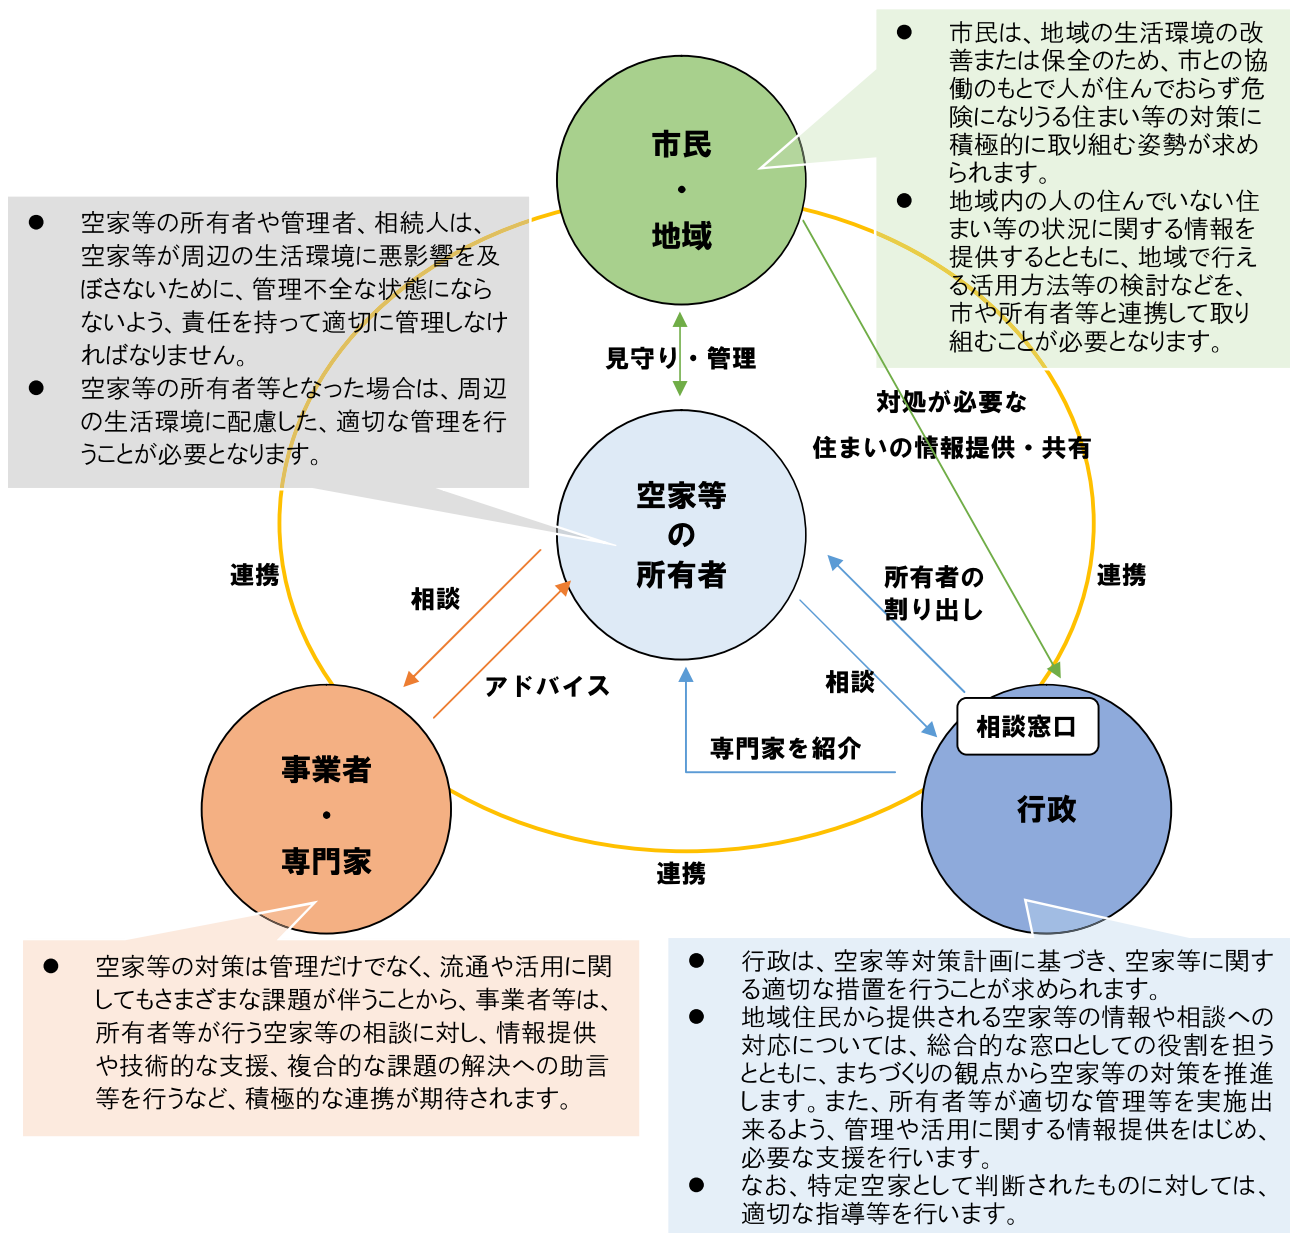 ● 市民は、地域の生活環境の改
善または保全のため、市との協
働のもとで人が住んでおらず危
険になりうる住まい等の対策に
積極的に取り組む姿勢が求め
られます。
● 地域内の人の住んでいない住
まい等の状況に関する情報を
提供するとともに、地域で行え
る活用方法等の検討などを、
市や所有者等と連携して取り
組むことが必要となります。
市民
・
地域
● 空家等の所有者や管理者、相続人は、
空家等が周辺の生活環境に悪影響を及
ぼさないために、管理不全な状態になら
ないよう、責任を持って適切に管理しなけ
ればなりません。
● 空家等の所有者等となった場合は、周辺
の生活環境に配慮した、適切な管理を行
うことが必要となります。
見守り・管理
対処が必要な
住まいの情報提供・共有
空家等
の
所有者
連携
相談
所有者の
割り出し
連携
アドバイス
相談
専門家を紹介
相談窓口
事業者
・
専門家
行政
連携
● 空家等の対策は管理だけでなく、流通や活用に関
してもさまざまな課題が伴うことから、事業者等は、
所有者等が行う空家等の相談に対し、情報提供
や技術的な支援、複合的な課題の解決への助言
等を行うなど、積極的な連携が期待されます。
● 行政は、空家等対策計画に基づき、空家等に関す
る適切な措置を行うことが求められます。
● 地域住民から提供される空家等の情報や相談への
対応については、総合的な窓口としての役割を担う
とともに、まちづくりの観点から空家等の対策を推進
します。また、所有者等が適切な管理等を実施出
来るよう、管理や活用に関する情報提供をはじめ、
必要な支援を行います。
● なお、特定空家として判断されたものに対しては、
適切な指導等を行います。